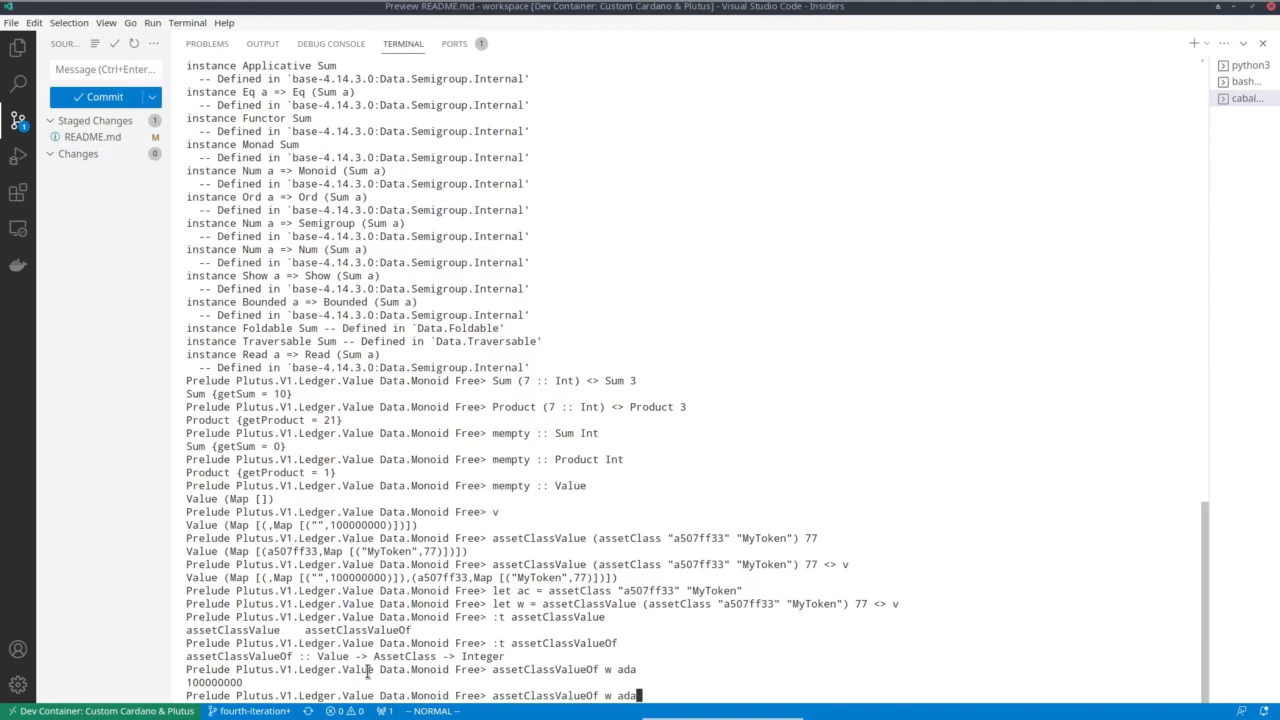 Preview README.md - workspace [Dev Container: Custom Cardano & Plutus] - Visual Studio Code - Insiders
File Edit Selection View Go Run Terminal Help
SOUR... PROBLEMS OUTPUT DEBUG CONSOLE TERMINAL PORTS 1
Message (Ctrl+Enter...
Commit
Staged Changes 1
README.md M
Changes 0
python3
bash...
cabal...
instance Applicative Sum
  -- Defined in `base-4.14.3.0:Data.Semigroup.Internal'
instance Eq a => Eq (Sum a)
  -- Defined in `base-4.14.3.0:Data.Semigroup.Internal'
instance Functor Sum
  -- Defined in `base-4.14.3.0:Data.Semigroup.Internal'
instance Monad Sum
  -- Defined in `base-4.14.3.0:Data.Semigroup.Internal'
instance Num a => Monoid (Sum a)
  -- Defined in `base-4.14.3.0:Data.Semigroup.Internal'
instance Ord a => Ord (Sum a)
  -- Defined in `base-4.14.3.0:Data.Semigroup.Internal'
instance Num a => Semigroup (Sum a)
  -- Defined in `base-4.14.3.0:Data.Semigroup.Internal'
instance Num a => Num (Sum a)
  -- Defined in `base-4.14.3.0:Data.Semigroup.Internal'
instance Show a => Show (Sum a)
  -- Defined in `base-4.14.3.0:Data.Semigroup.Internal'
instance Bounded a => Bounded (Sum a)
  -- Defined in `base-4.14.3.0:Data.Semigroup.Internal'
instance Foldable Sum -- Defined in `Data.Foldable'
instance Traversable Sum -- Defined in `Data.Traversable'
instance Read a => Read (Sum a)
  -- Defined in `base-4.14.3.0:Data.Semigroup.Internal'
Prelude Plutus.V1.Ledger.Value Data.Monoid Free> Sum (7 :: Int) <> Sum 3
Sum {getSum = 10}
Prelude Plutus.V1.Ledger.Value Data.Monoid Free> Product (7 :: Int) <> Product 3
Product {getProduct = 21}
Prelude Plutus.V1.Ledger.Value Data.Monoid Free> mempty :: Sum Int
Sum {getSum = 0}
Prelude Plutus.V1.Ledger.Value Data.Monoid Free> mempty :: Product Int
Product {getProduct = 1}
Prelude Plutus.V1.Ledger.Value Data.Monoid Free> mempty :: Value
Value (Map [])
Prelude Plutus.V1.Ledger.Value Data.Monoid Free> v
Value (Map [(,Map [("",100000000)])])
Prelude Plutus.V1.Ledger.Value Data.Monoid Free> assetClassValue (assetClass "a507ff33" "MyToken") 77
Value (Map [(a507ff33,Map [("MyToken",77)])])
Prelude Plutus.V1.Ledger.Value Data.Monoid Free> assetClassValue (assetClass "a507ff33" "MyToken") 77 <> v
Value (Map [(,Map [("",100000000)]),(a507ff33,Map [("MyToken",77)])])
Prelude Plutus.V1.Ledger.Value Data.Monoid Free> let ac = assetClass "a507ff33" "MyToken"
Prelude Plutus.V1.Ledger.Value Data.Monoid Free> let w = assetClassValue (assetClass "a507ff33" "MyToken") 77 <> v
Prelude Plutus.V1.Ledger.Value Data.Monoid Free> :t assetClassValue
assetClassValue    assetClassValueOf
Prelude Plutus.V1.Ledger.Value Data.Monoid Free> :t assetClassValueOf
assetClassValueOf :: Value -> AssetClass -> Integer
Prelude Plutus.V1.Ledger.Value Data.Monoid Free> assetClassValueOf w ada
100000000
Prelude Plutus.V1.Ledger.Value Data.Monoid Free> assetClassValueOf w ada
Dev Container: Custom Cardano & Plutus fourth-iteration+ 0 0 1 -- NORMAL --